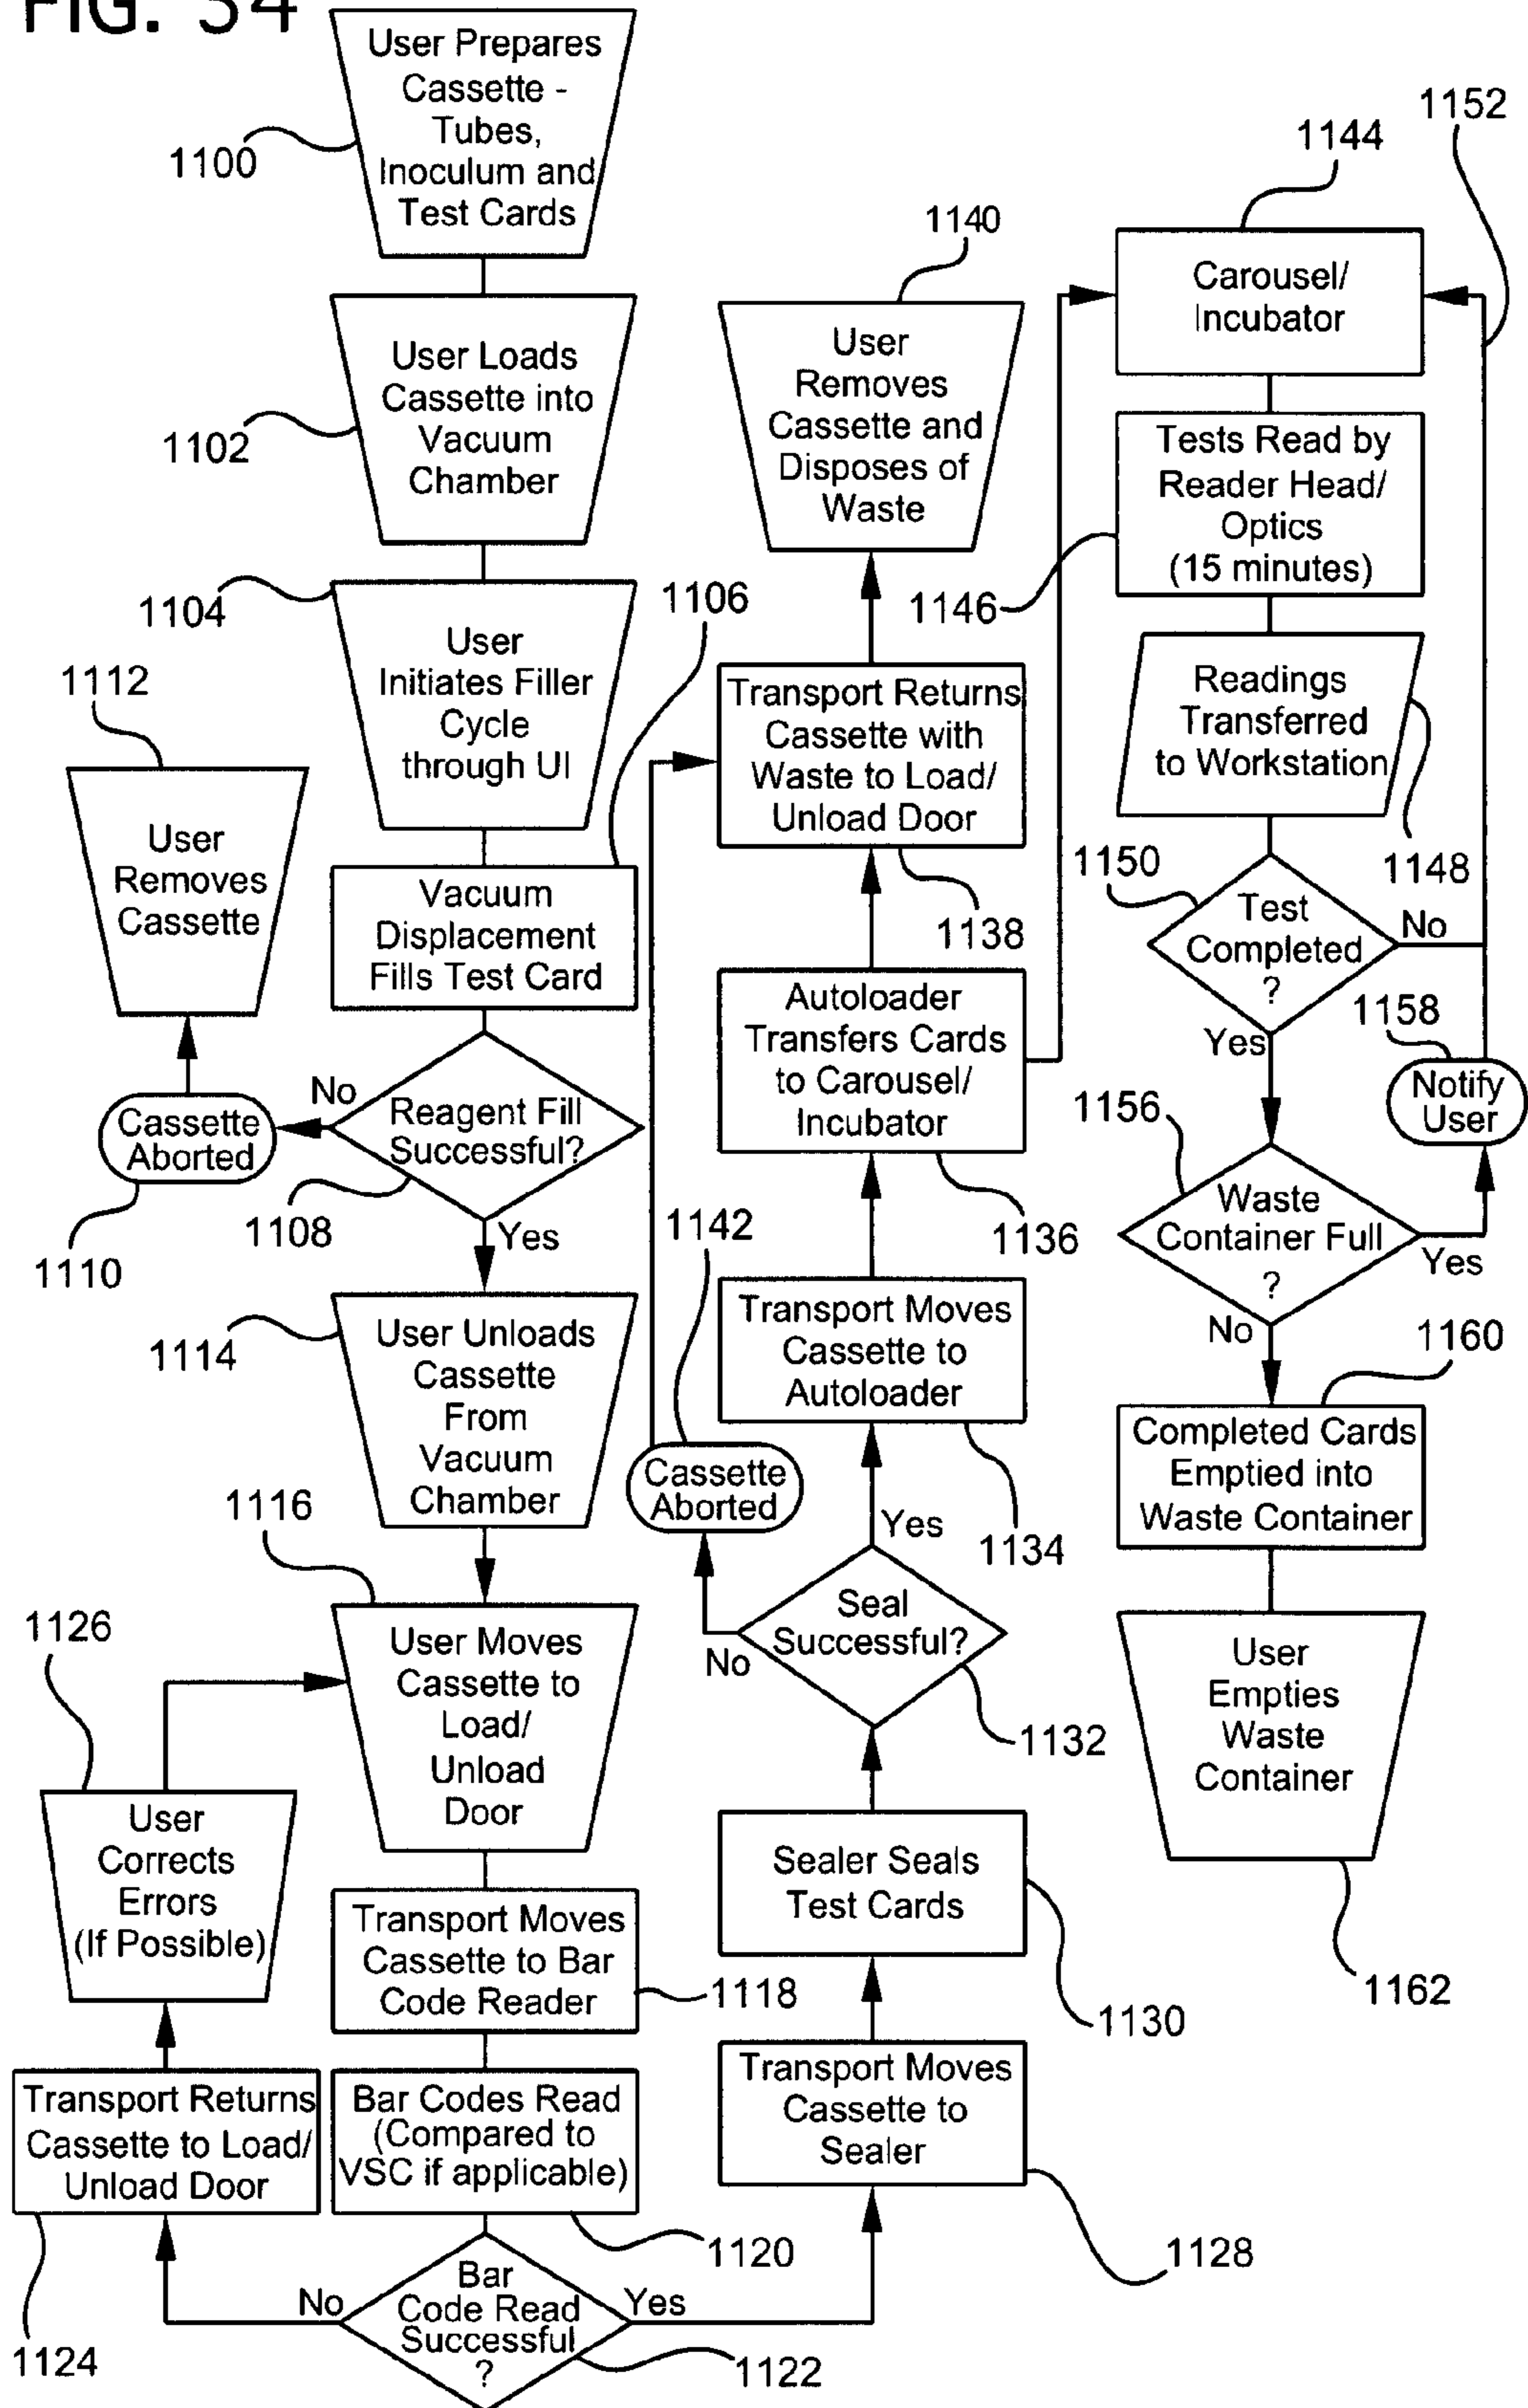 FIG. 34
User Prepares
Cassette -
Tubes,
Inoculum and
Test Cards
1100
User Loads
Cassette into
Vacuum
Chamber
1102
1104
User
Initiates Filler
Cycle
through UI
1106
Vacuum
Displacement
Fills Test Card
1112
User
Removes
Cassette
No
Cassette
Aborted
1110
Reagent Fill
Successful?
1108
Yes
1114
User Unloads
Cassette
From
Vacuum
Chamber
1116
User Moves
Cassette to
Load/
Unload
Door
1126
User
Corrects
Errors
(If Possible)
Transport Moves
Cassette to Bar
Code Reader
1118
Transport Returns
Cassette to Load/
Unload Door
1124
Bar Codes Read
(Compared to
VSC if applicable)
1120
No
Bar
Code Read
Successful
?
Yes
1122
1140
User
Removes
Cassette and
Disposes of
Waste
Transport Returns
Cassette with
Waste to Load/
Unload Door
1138
Autoloader
Transfers Cards
to Carousel/
Incubator
1136
1142
Cassette
Aborted
Transport Moves
Cassette to
Autoloader
1134
Yes
No
Seal
Successful?
1132
Sealer Seals
Test Cards
1130
Transport Moves
Cassette to
Sealer
1128
1152
1144
Carousel/
Incubator
Tests Read by
Reader Head/
Optics
(15 minutes)
1146
Readings
Transferred
to Workstation
1148
1150
Test
Completed
?
No
Yes
1158
Notify
User
1156
Waste
Container Full
?
Yes
No
1160
Completed Cards
Emptied into
Waste Container
User
Empties
Waste
Container
1162